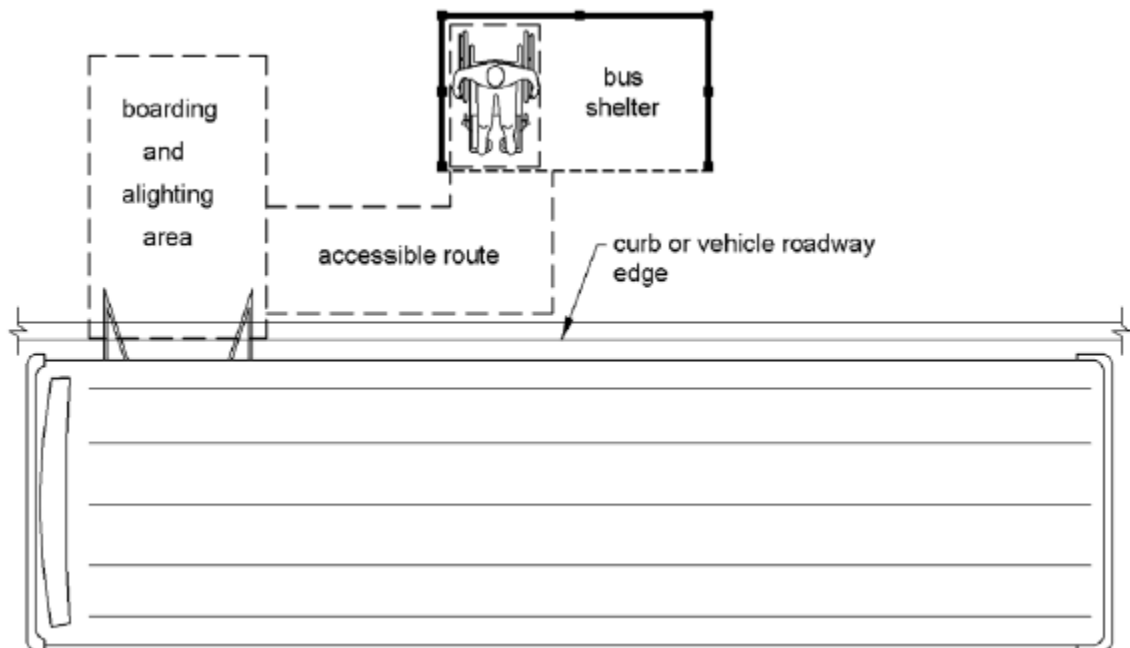 boarding
and
alighting
area
bus
shelter
accessible route
curb or vehicle roadway
edge